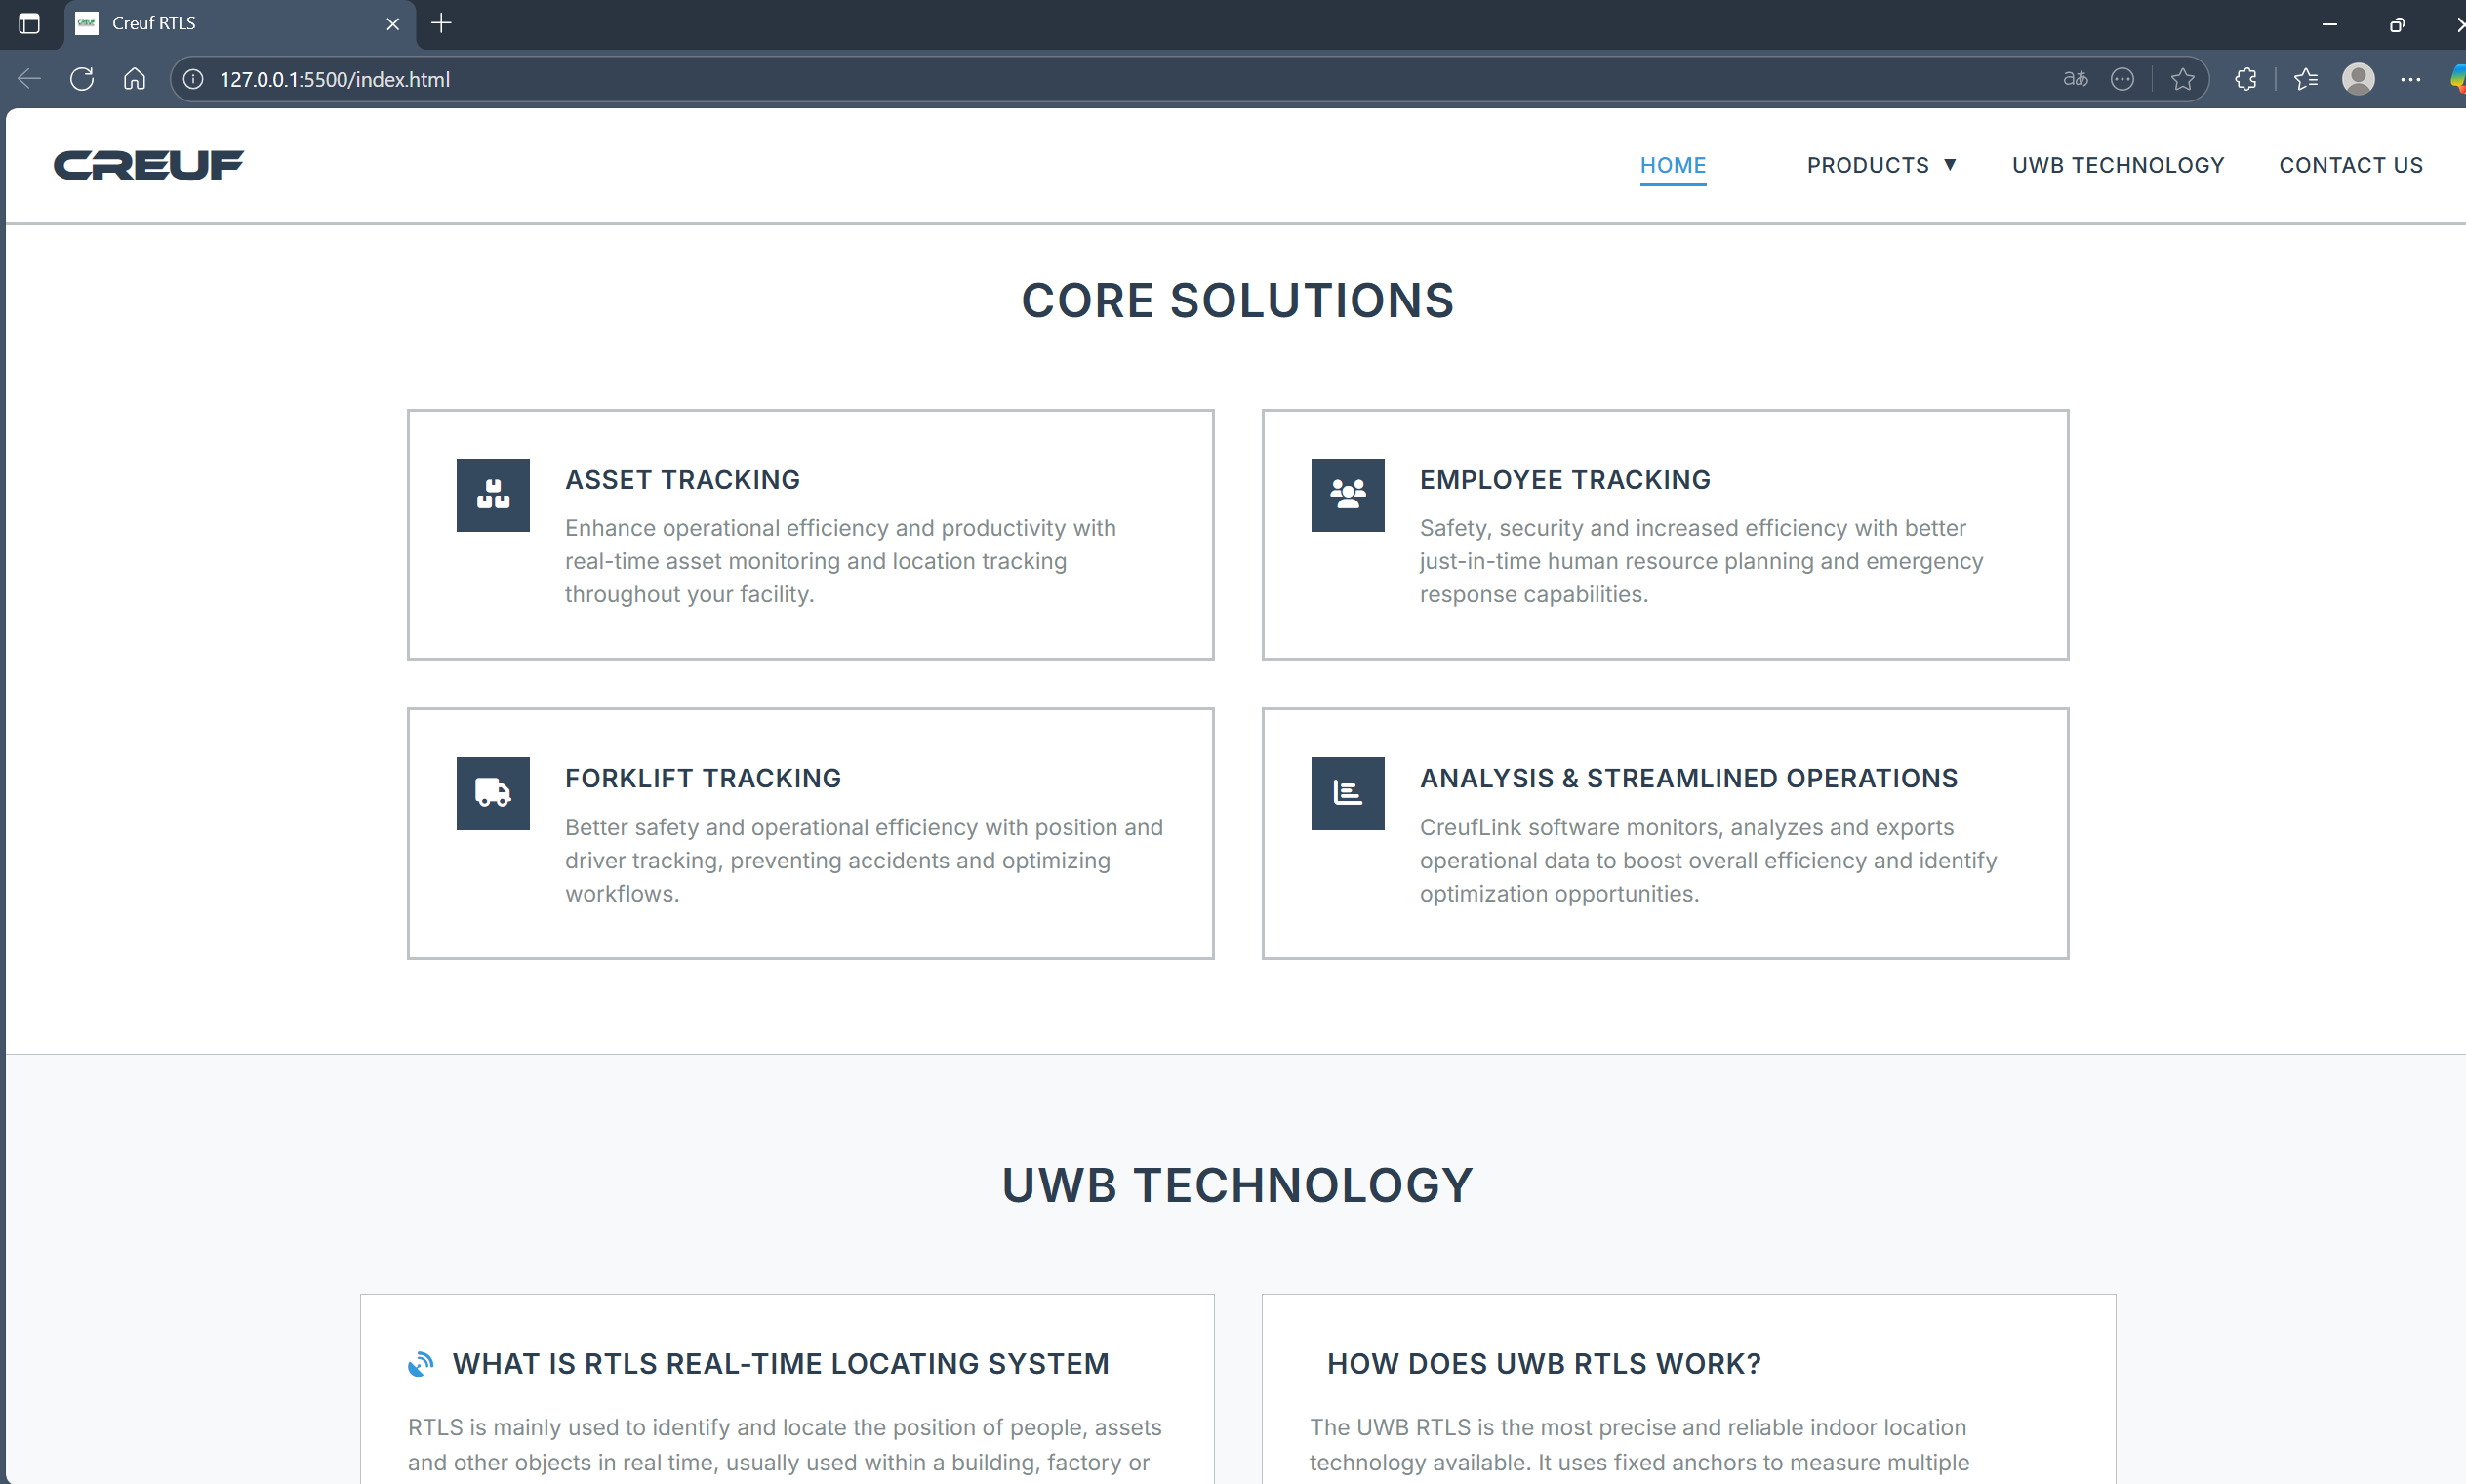 Creuf RTLS
127.0.0.1:5500/index.html
aあ
CREUF
HOME
PRODUCTS ▼
UWB TECHNOLOGY
CONTACT US
CORE SOLUTIONS
ASSET TRACKING
Enhance operational efficiency and productivity with
real-time asset monitoring and location tracking
throughout your facility.
EMPLOYEE TRACKING
Safety, security and increased efficiency with better
just-in-time human resource planning and emergency
response capabilities.
FORKLIFT TRACKING
Better safety and operational efficiency with position and
driver tracking, preventing accidents and optimizing
workflows.
ANALYSIS & STREAMLINED OPERATIONS
CreufLink software monitors, analyzes and exports
operational data to boost overall efficiency and identify
optimization opportunities.
UWB TECHNOLOGY
WHAT IS RTLS REAL-TIME LOCATING SYSTEM
RTLS is mainly used to identify and locate the position of people, assets
and other objects in real time, usually used within a building, factory or
HOW DOES UWB RTLS WORK?
The UWB RTLS is the most precise and reliable indoor location
technology available. It uses fixed anchors to measure multiple